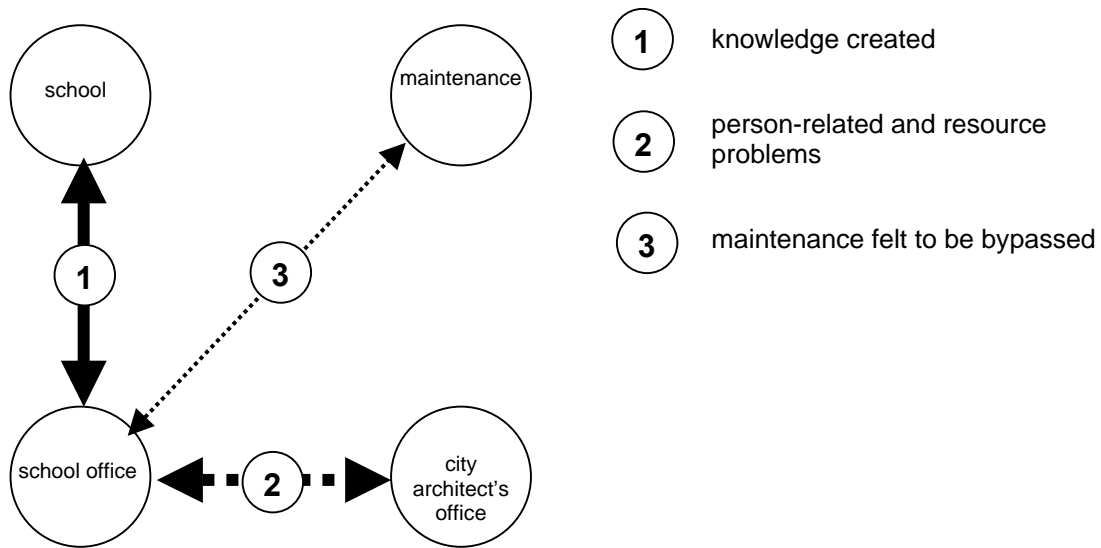 school
maintenance
1
3
school office
2
city
architect's
office
1
knowledge created
2
person-related and resource
problems
3
maintenance felt to be bypassed